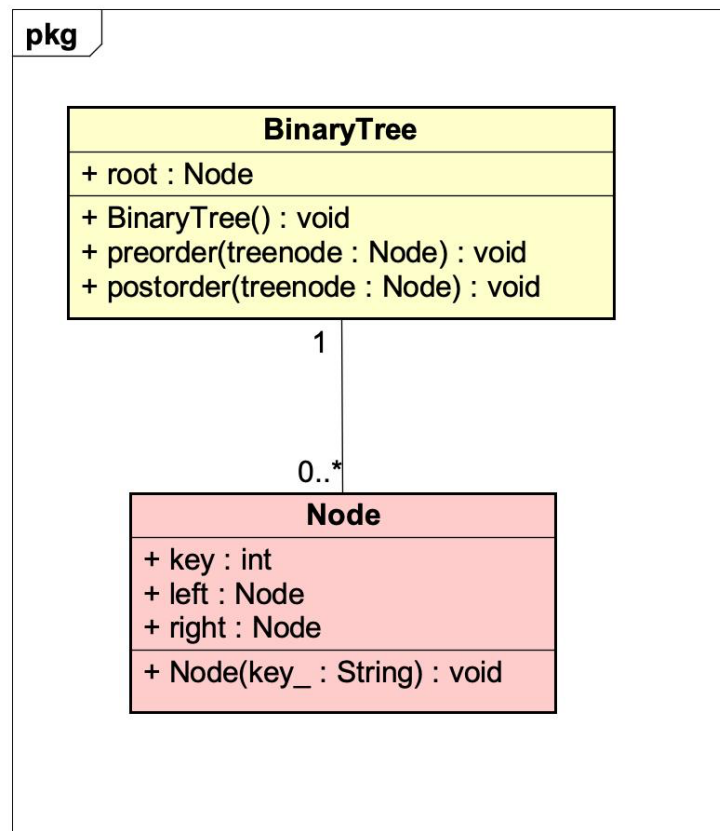 pkg
BinaryTree
+ root : Node
+ BinaryTree() : void
+ preorder(treenode : Node) : void
+ postorder(treenode : Node) : void
1
0..*
Node
+ key : int
+ left : Node
+ right : Node
+ Node(key_ : String) : void